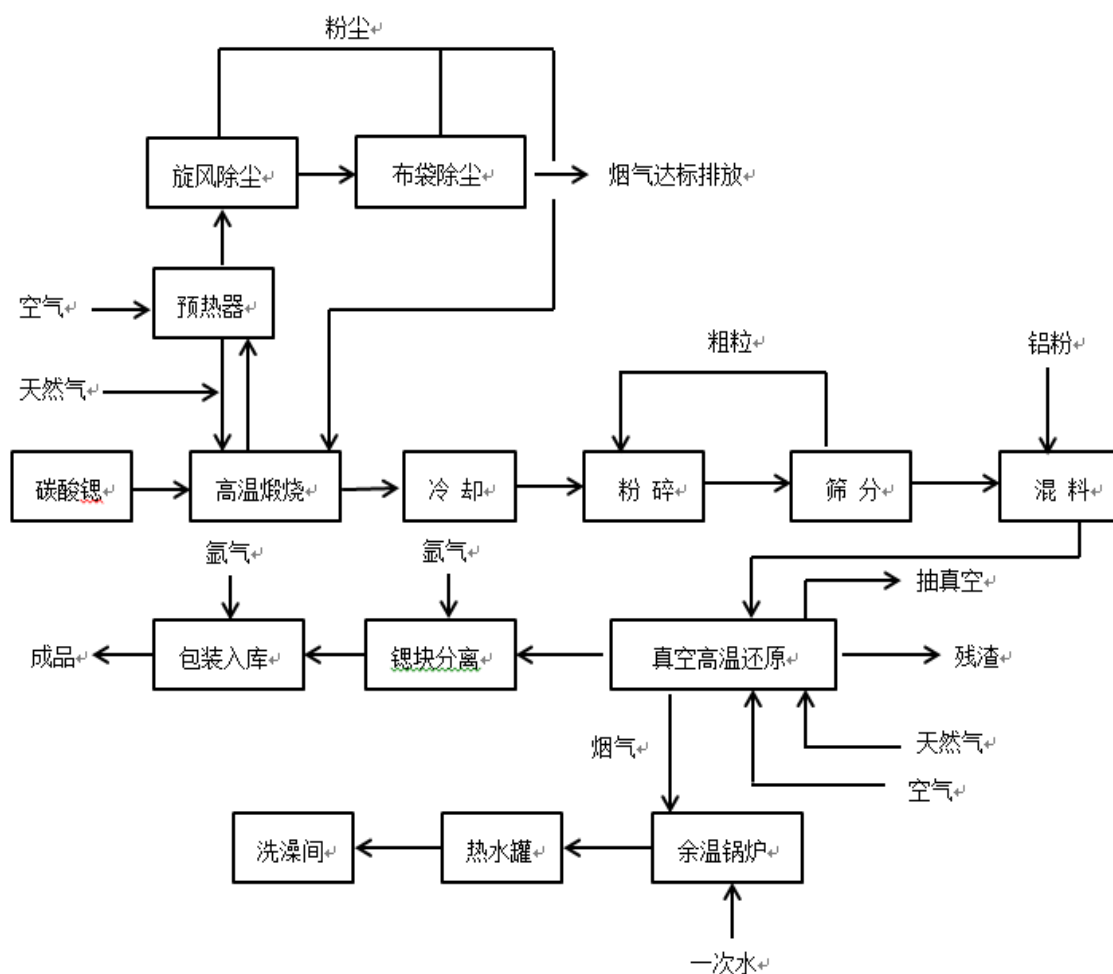 粉尘
旋风除尘
布袋除尘
烟气达标排放
空气
预热器
粗粒
铝粉
天然气
碳酸锶
高温煅烧
冷 却
粉 碎
筛 分
混 料
氩气
氩气
抽真空
成品
包装入库
锶块分离
真空高温还原
残渣
烟气
天然气
空气
洗澡间
热水罐
余温锅炉
一次水